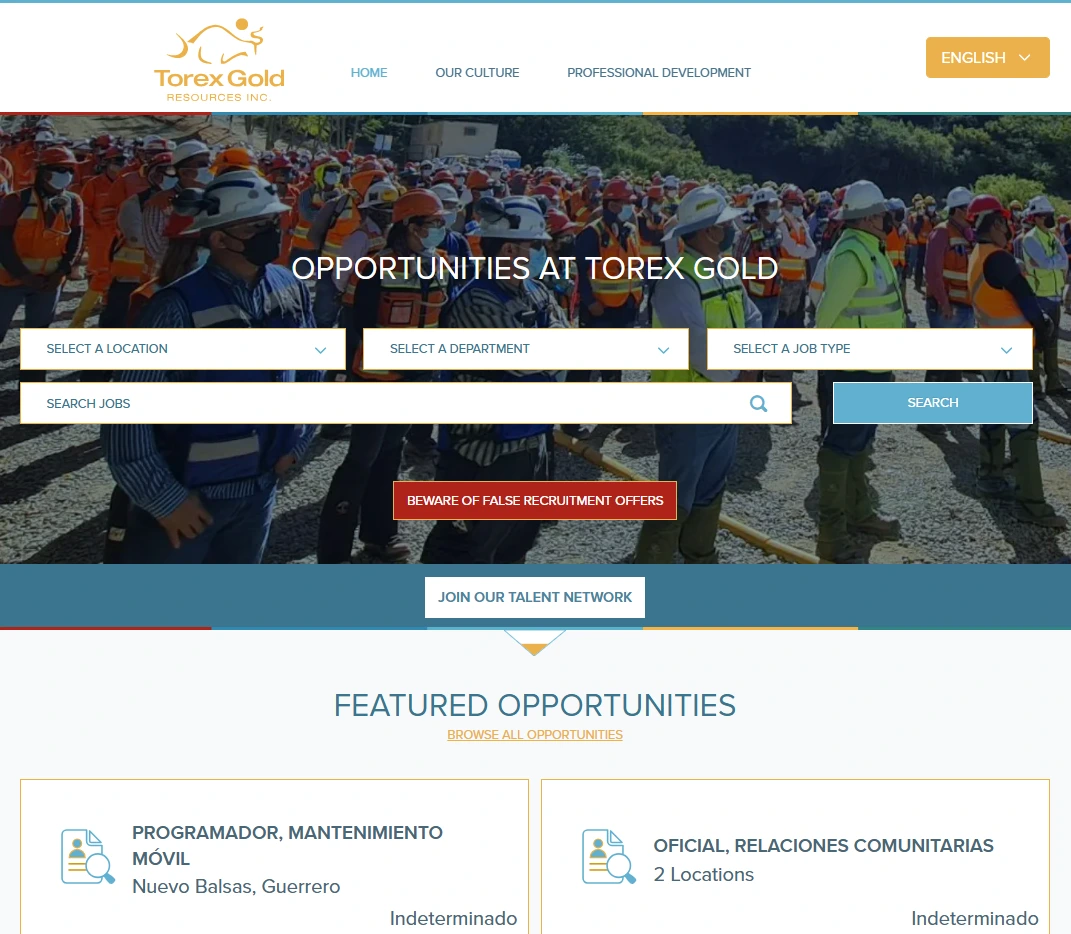 Torex Gold
RESOURCES INC.
HOME
OUR CULTURE
PROFESSIONAL DEVELOPMENT
ENGLISH
OPPORTUNITIES AT TOREX GOLD
SELECT A LOCATION
SELECT A DEPARTMENT
SELECT A JOB TYPE
SEARCH JOBS
SEARCH
BEWARE OF FALSE RECRUITMENT OFFERS
JOIN OUR TALENT NETWORK
FEATURED OPPORTUNITIES
BROWSE ALL OPPORTUNITIES
PROGRAMADOR, MANTENIMIENTO
MÓVIL
Nuevo Balsas, Guerrero
Indeterminado
OFICIAL, RELACIONES COMUNITARIAS
2 Locations
Indeterminado